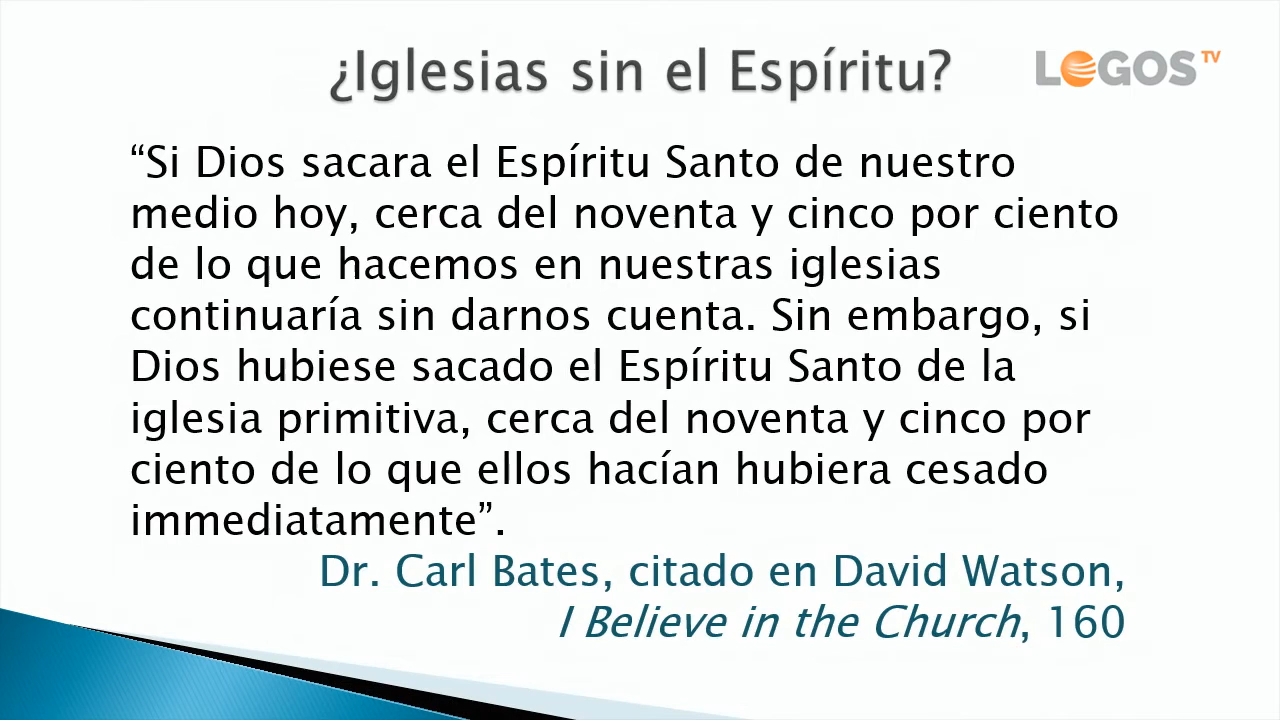 ¿Iglesias sin el Espíritu?
LOGOS TV
“Si Dios sacara el Espíritu Santo de nuestro
medio hoy, cerca del noventa y cinco por ciento
de lo que hacemos en nuestras iglesias
continuaría sin darnos cuenta. Sin embargo, si
Dios hubiese sacado el Espíritu Santo de la
iglesia primitiva, cerca del noventa y cinco por
ciento de lo que ellos hacían hubiera cesado
immediatamente”.
Dr. Carl Bates, citado en David Watson,
I Believe in the Church, 160